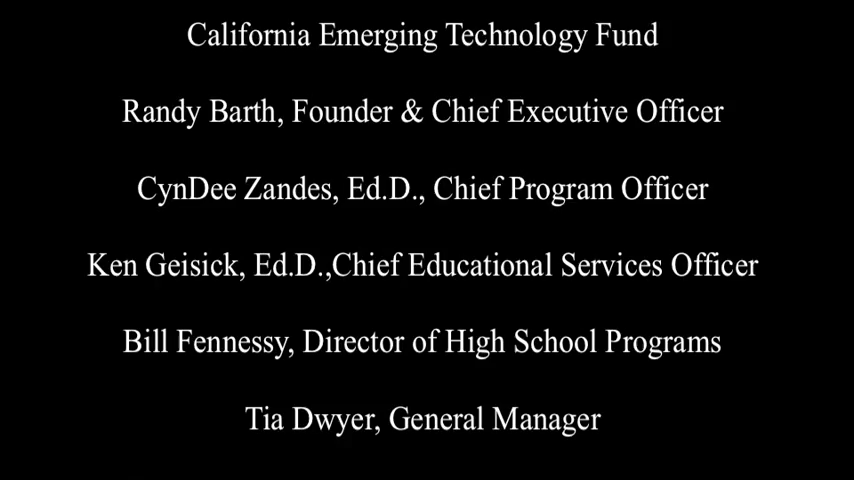 California Emerging Technology Fund
Randy Barth, Founder & Chief Executive Officer
CynDee Zandes, Ed.D., Chief Program Officer
Ken Geisick, Ed.D.,Chief Educational Services Officer
Bill Fennessy, Director of High School Programs
Tia Dwyer, General Manager